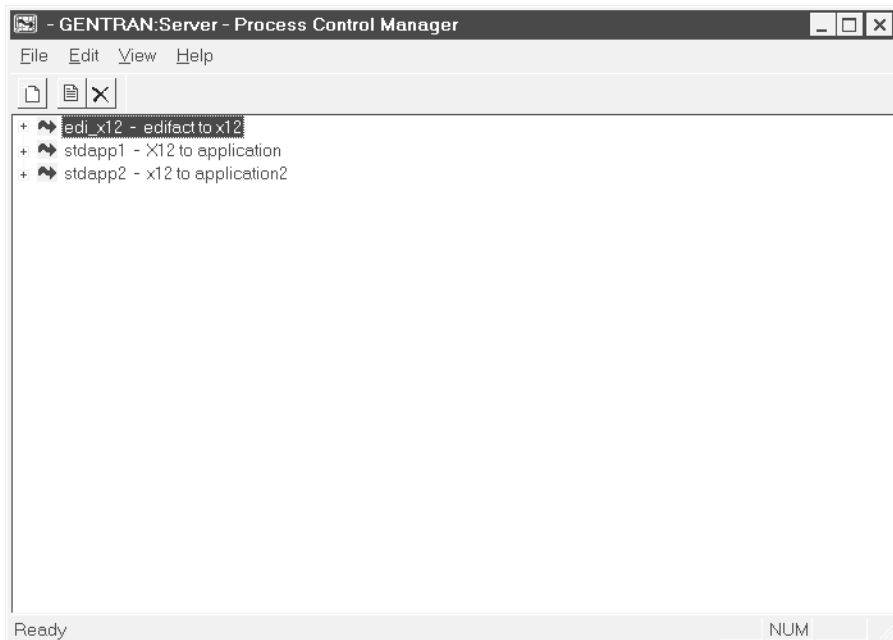 - GENTRAN:Server - Process Control Manager
File Edit View Help
+ edi_x12 - edifact to x12
+ stdapp1 - X12 to application
+ stdapp2 - x12 to application2
Ready NUM